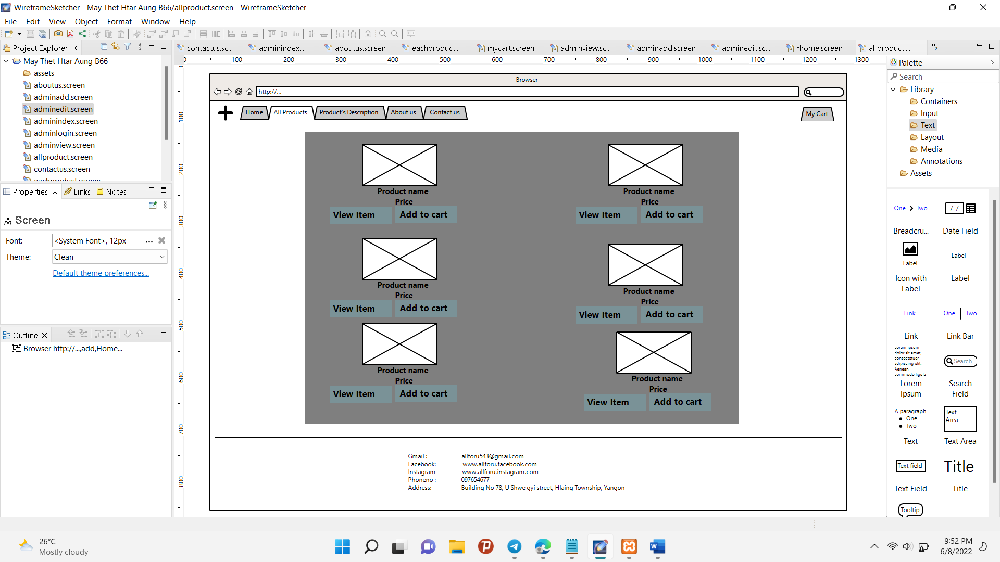 WireframeSketcher - May Thet Htar Aung B66/allproduct.screen - WireframeSketcher
File Edit View Object Format Window Help
Project Explorer
May Thet Htar Aung B66
assets
aboutus.screen
adminadd.screen
adminedit.screen
adminindex.screen
adminlogin.screen
adminview.screen
allproduct.screen
contactus.screen
eachproduct.screen
Properties Links Notes
Screen
Font: <System Font>, 12px ...
Theme: Clean
Default theme preferences...
Outline
Browser http://...,add,Home...
contactus.sc... adminindex.... aboutus.screen eachproduct... mycart.screen adminview.sc... adminadd.screen adminedit.sc... *home.screen allproduct.... »2
0 100 200 300 400 500 600 700 800 900 1000 1100 1200 1300
0
100
200
300
400
500
600
700
800
Browser
http://...
Home All Products Product's Description About us Contact us My Cart
Product name Product name
Price Price
View Item Add to cart View Item Add to cart
Product name Product name
Price Price
View Item Add to cart View Item Add to cart
Product name Product name
Price Price
View Item Add to cart View Item Add to cart
Gmail : allforu543@gmail.com
Facebook: www.allforu.facebook.com
Instagram www.allforu.instagram.com
Phoneno : 097654677
Address: Building No 78, U Shwe gyi street, Hlaing Township, Yangon
Palette
Search
Library
Containers
Input
Text
Layout
Media
Annotations
Assets
One > Two / /
Breadcru... Date Field
Label Label
Icon with Label Label
Link One Two
Link Link Bar
Lorem ipsum
dolor sit amet,
consectetuer
adipiscing elit.
Aenean
commodo ligula
Search
Lorem Ipsum Search Field
A paragraph
One
Two
Text Area
Text Text Area
Text field Title
Text Field Title
Tooltip
26°C
Mostly cloudy
9:52 PM
6/8/2022